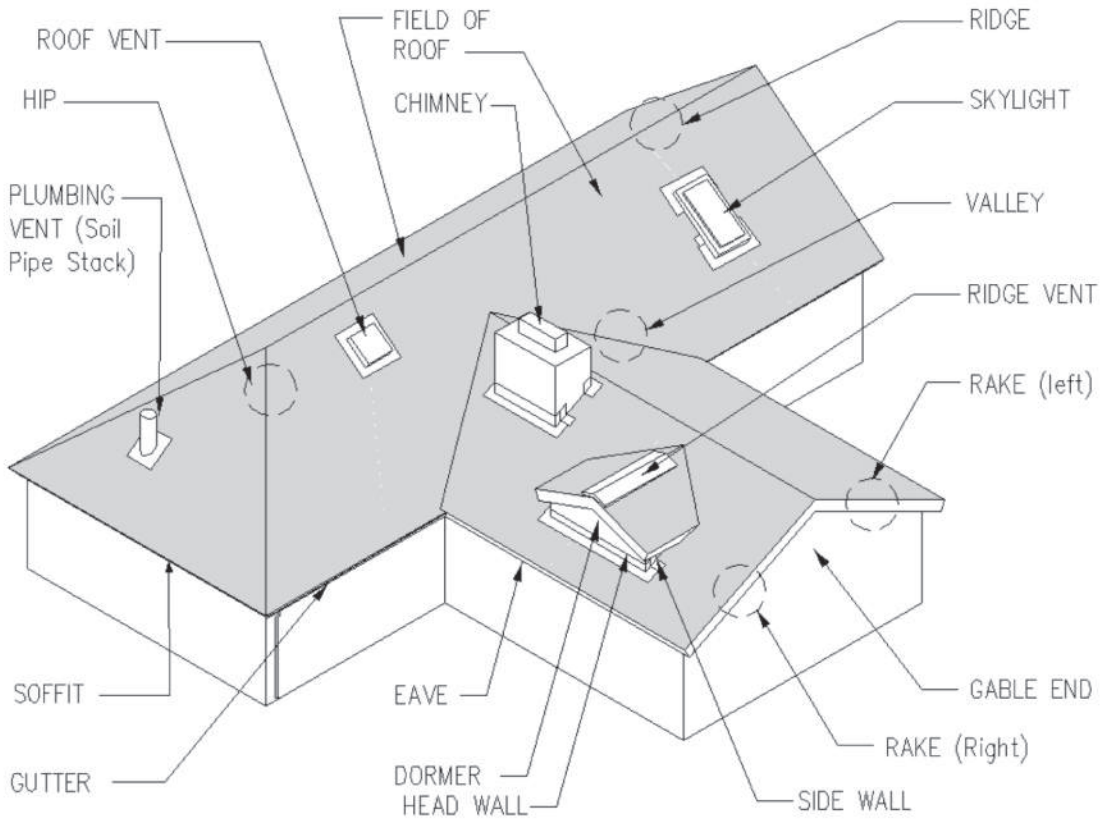 ROOF VENT
FIELD OF
ROOF
RIDGE
HIP
CHIMNEY
SKYLIGHT
PLUMBING
VENT (Soil
Pipe Stack)
VALLEY
RIDGE VENT
RAKE (left)
SOFFIT
EAVE
GABLE END
RAKE (Right)
GUTTER
DORMER
HEAD WALL
SIDE WALL